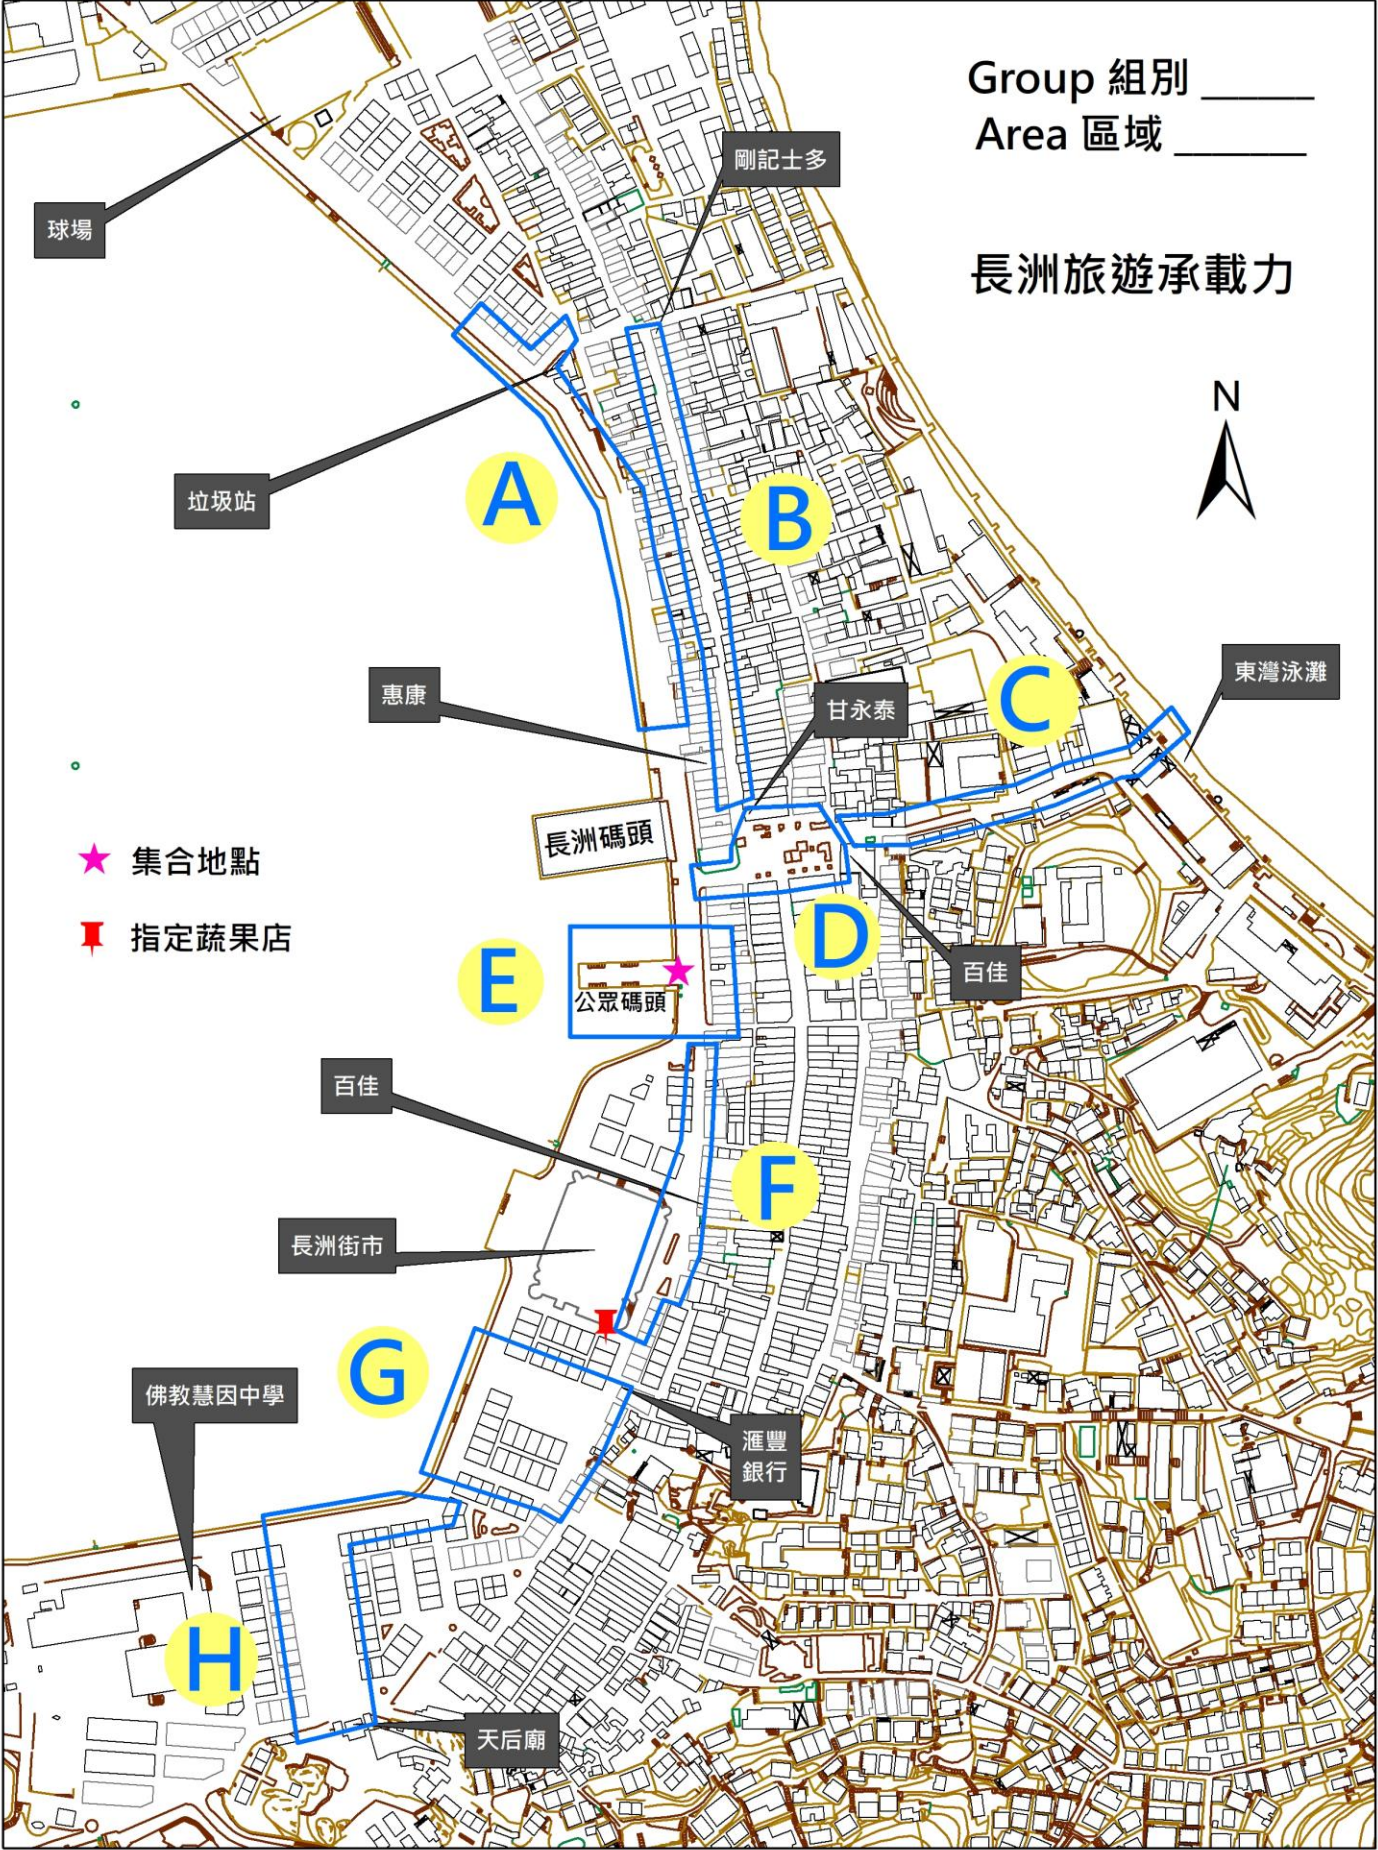 Group 組別 ______
Area 區域 _______
剛記士多
球場
長洲旅遊承載力
N
垃圾站
A
B
惠康
甘永泰
C
東灣泳灘
長洲碼頭
集合地點
指定蔬果店
D
E
百佳
公眾碼頭
百佳
F
長洲街市
G
佛教慧因中學
滙豐
銀行
H
天后廟